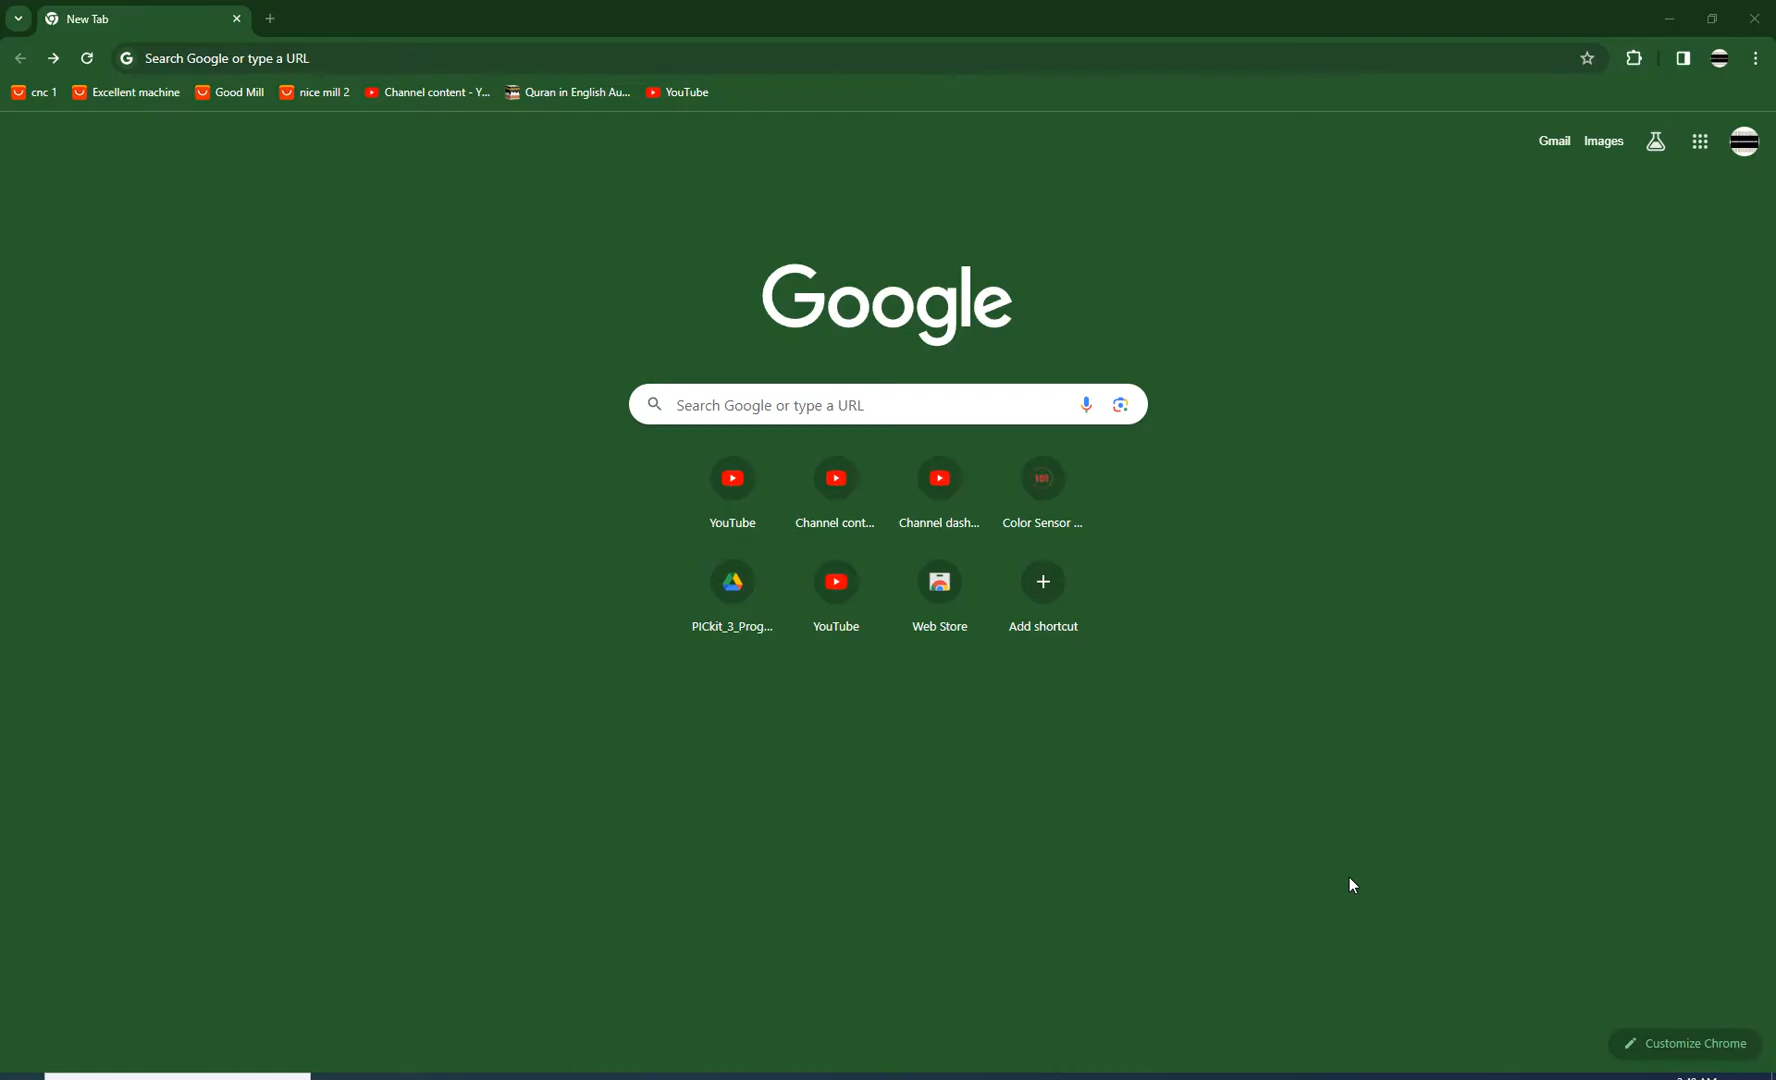 New Tab
Search Google or type a URL
cnc 1 Excellent machine Good Mill nice mill 2 Channel content - Y... Quran in English Au... YouTube
Gmail Images
Google
Search Google or type a URL
YouTube Channel cont... Channel dash... Color Sensor ...
PICkit_3_Prog... YouTube Web Store Add shortcut
Customize Chrome